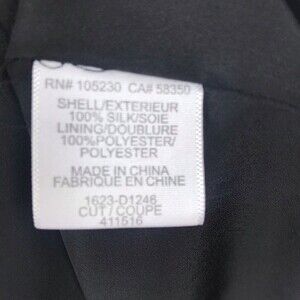 RN# 105230 CA# 58350
SHELL/EXTERIEUR
100% SILK/SOIE
LINING/DOUBLURE
100%POLYESTER/
POLYESTER
MADE IN CHINA
FABRIQUE EN CHINE
1623-D1246
CUT / COUPE
411516